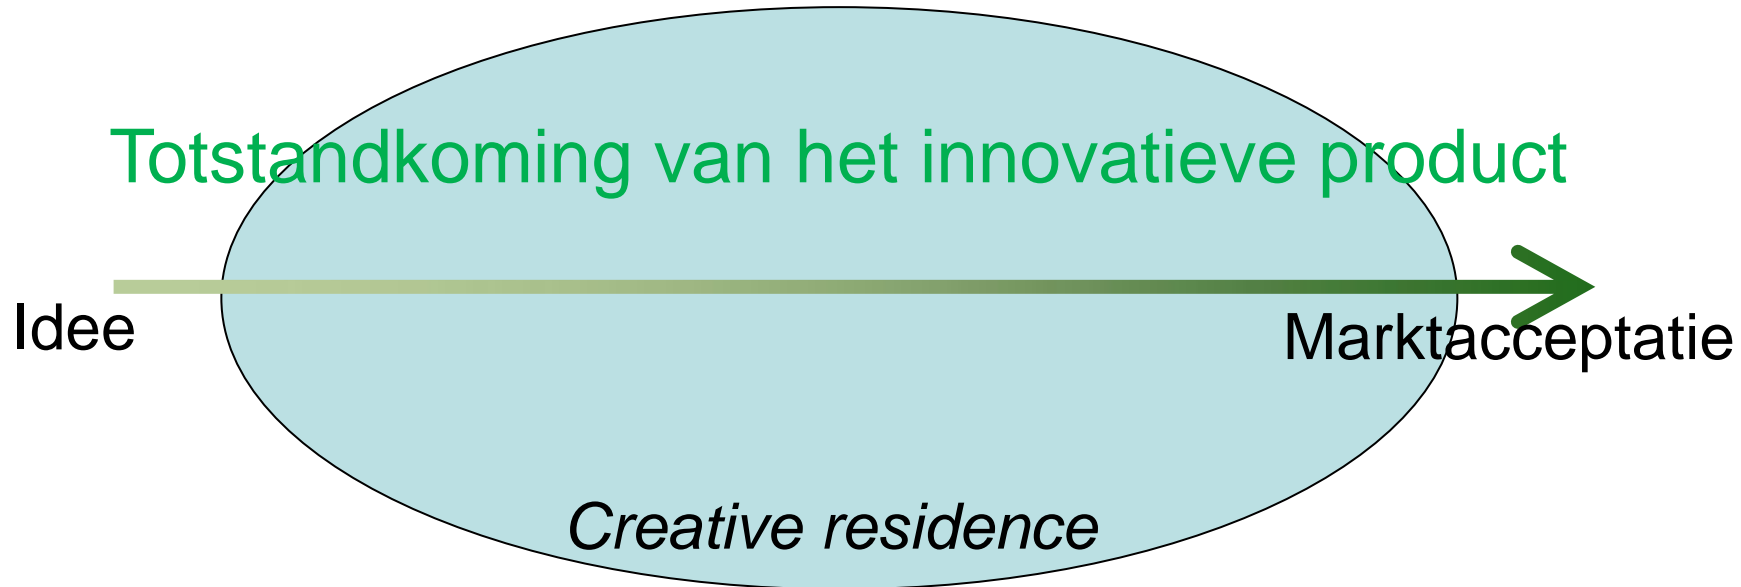 Totstandkoming van het innovatieve product
Idee
Marktacceptatie
Creative residence